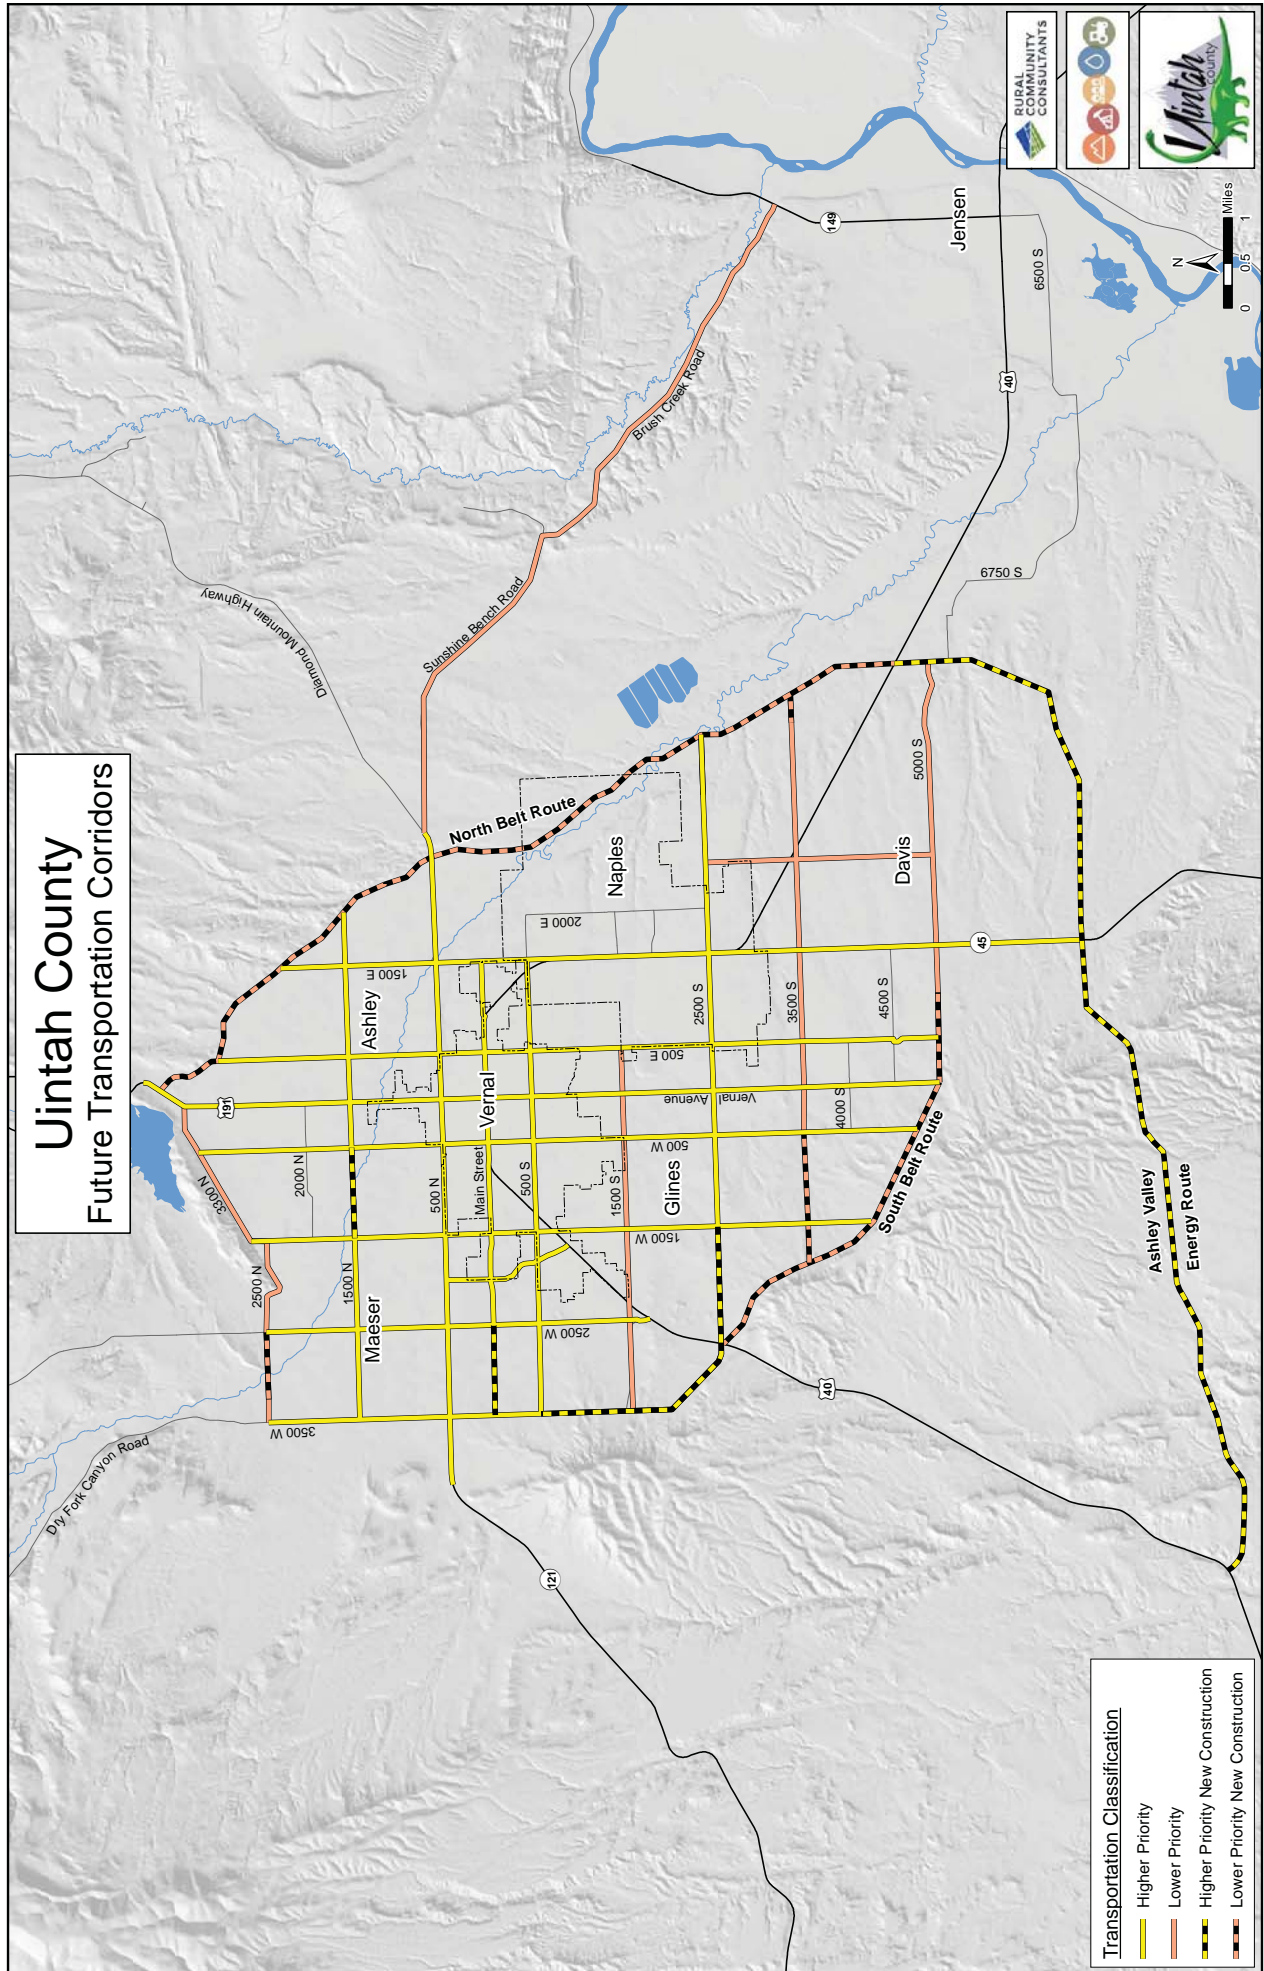 Uintah County
Future Transportation Corridors
RURAL
COMMUNITY
CONSULTANTS
Uintah
county
Diamond Mountain Highway
Sunshine Bench Road
Brush Creek Road
North Belt Route
149
Jensen
6500 S
40
6750 S
N
0
0.5
1
Miles
191
3300 N
2500 N
2000 N
1500 N
Ashley
1500 E
Maeser
500 N
Main Street
Vernal
500 S
2000 E
Naples
1500 S
Glines
500 E
Vernal Avenue
500 W
1500 W
2500 W
3500 W
2500 S
3500 S
4000 S
4500 S
5000 S
Davis
45
South Belt Route
Ashley Valley
Energy Route
40
121
Dry Fork Canyon Road
Transportation Classification
Higher Priority
Lower Priority
Higher Priority New Construction
Lower Priority New Construction